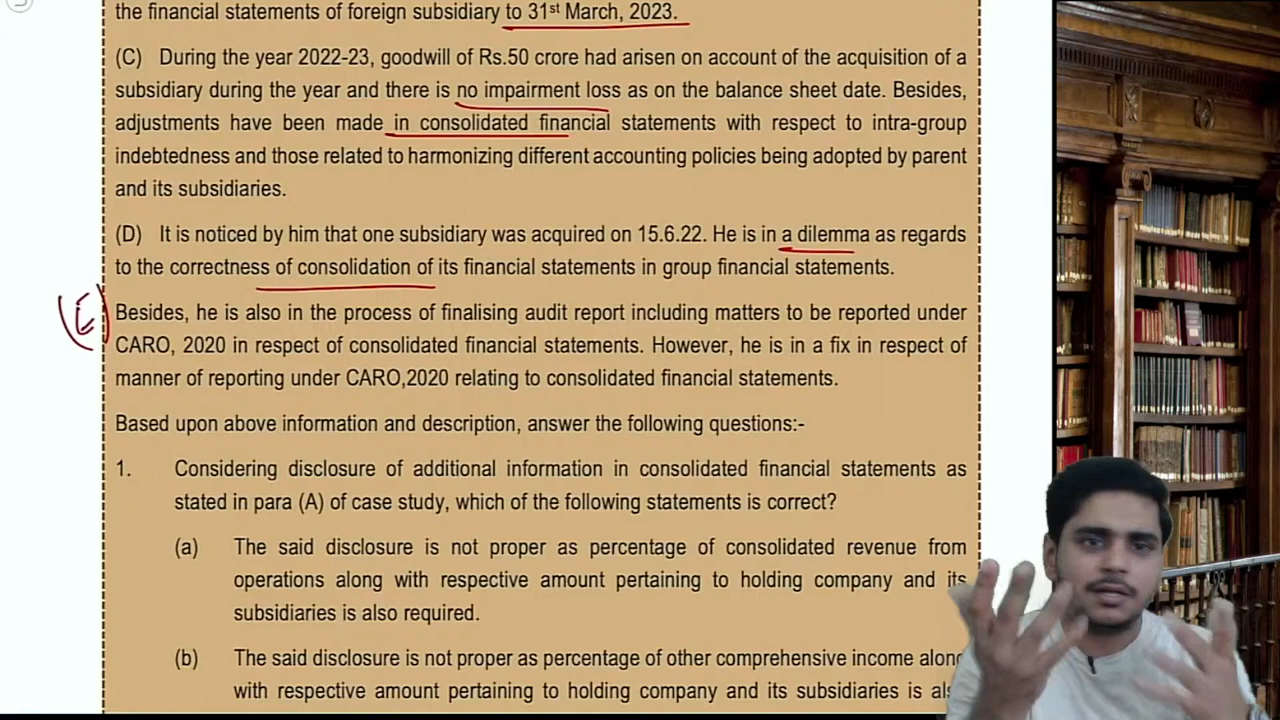 the financial statements of foreign subsidiary to 31st March, 2023.
(C) During the year 2022-23, goodwill of Rs.50 crore had arisen on account of the acquisition of a
subsidiary during the year and there is no impairment loss as on the balance sheet date. Besides,
adjustments have been made in consolidated financial statements with respect to intra-group
indebtedness and those related to harmonizing different accounting policies being adopted by parent
and its subsidiaries.
(D) It is noticed by him that one subsidiary was acquired on 15.6.22. He is in a dilemma as regards
to the correctness of consolidation of its financial statements in group financial statements.
(E)
Besides, he is also in the process of finalising audit report including matters to be reported under
CARO, 2020 in respect of consolidated financial statements. However, he is in a fix in respect of
manner of reporting under CARO,2020 relating to consolidated financial statements.
Based upon above information and description, answer the following questions:-
1. Considering disclosure of additional information in consolidated financial statements as
stated in para (A) of case study, which of the following statements is correct?
(a) The said disclosure is not proper as percentage of consolidated revenue from
operations along with respective amount pertaining to holding company and its
subsidiaries is also required.
(b) The said disclosure is not proper as percentage of other comprehensive income along
with respective amount pertaining to holding company and its subsidiaries is